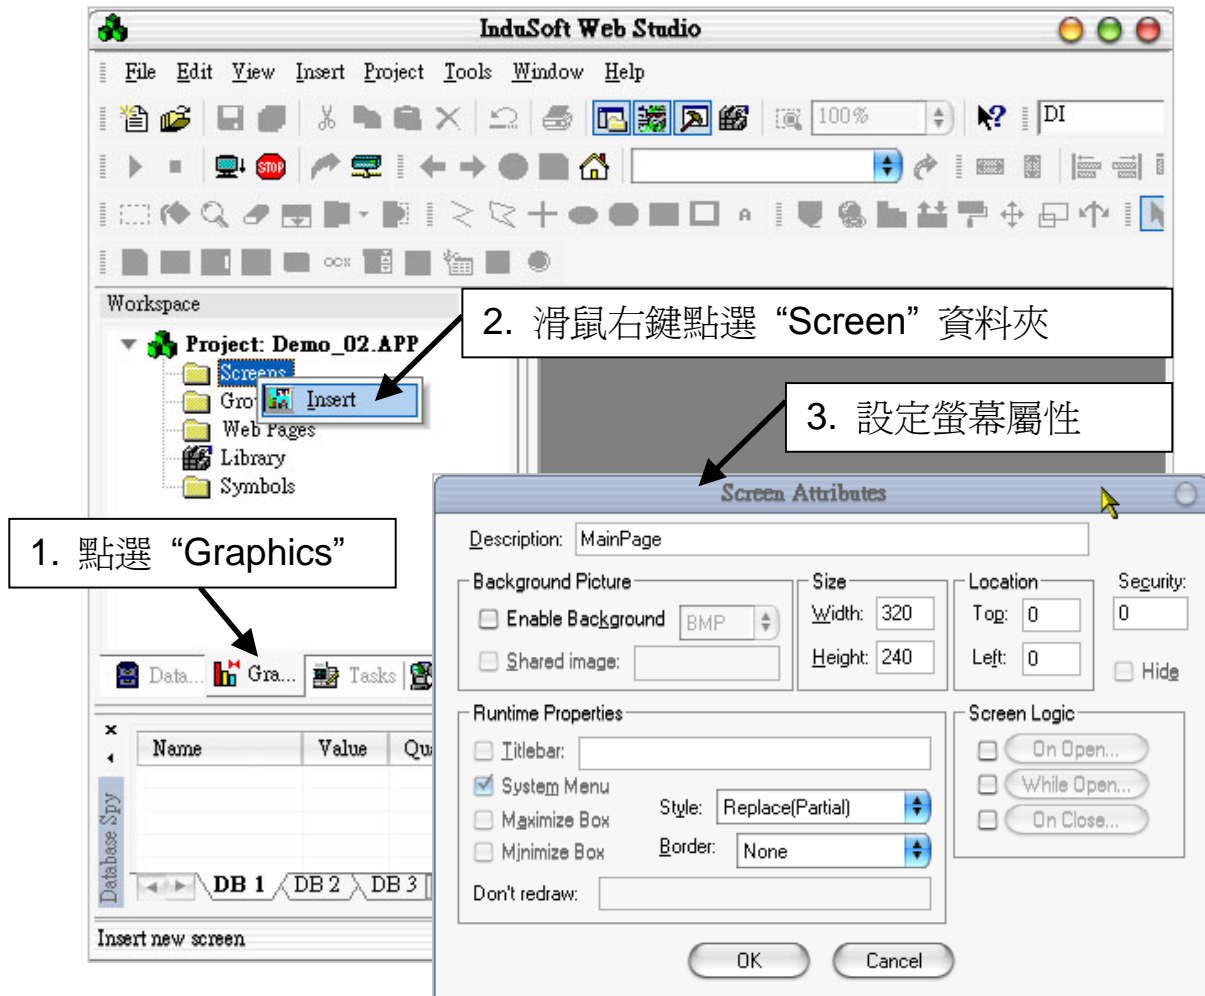 InduSoft Web Studio
File Edit View Insert Project Tools Window Help
100%
DI
STOP
A
OCX
Workspace
2. 滑鼠右鍵點選 “Screen” 資料夾
Project: Demo_02.APP
Screens
Insert
3. 設定螢幕屬性
Web Pages
Library
Symbols
1. 點選 “Graphics”
Data... Gra... Tasks
Name Value
Database Spy
DB 1 DB 2 DB 3
Insert new screen
Screen Attributes
Description: MainPage
Background Picture
Enable Background BMP
Shared image:
Size
Width: 320
Height: 240
Location
Top: 0
Left: 0
Security:
0
Hide
Runtime Properties
Titlebar:
System Menu
Maximize Box
Minimize Box
Style: Replace(Partial)
Border: None
Don't redraw:
Screen Logic
On Open...
While Open...
On Close...
OK Cancel